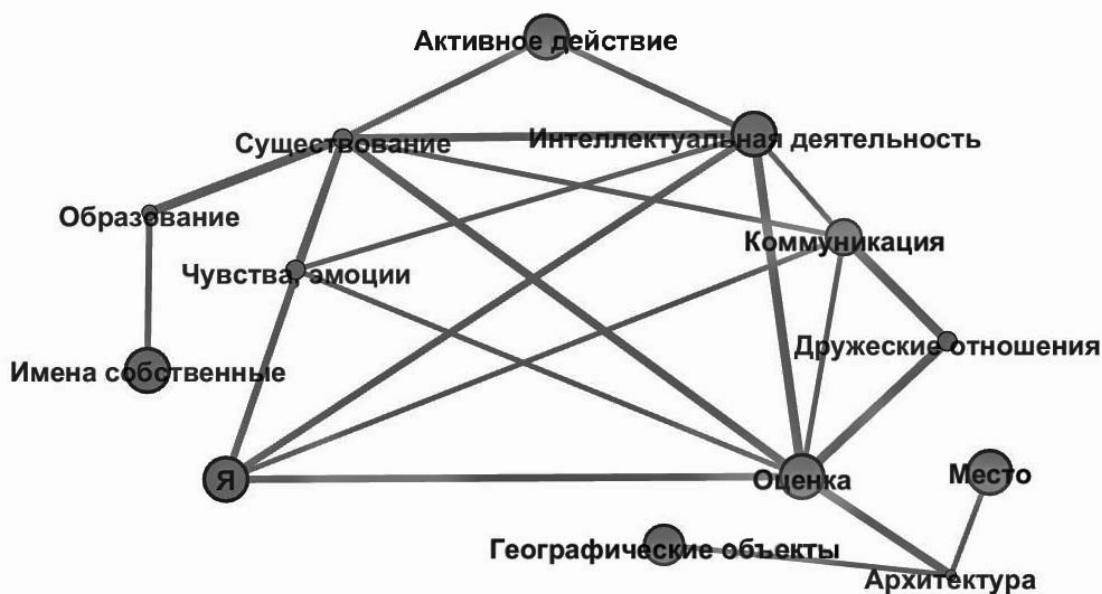 Активное действие
Существование
Интеллектуальная деятельность
Образование
Коммуникация
Чувства, эмоции
Дружеские отношения
Имена собственные
Я
Оценка
Место
Географические объекты
Архитектура